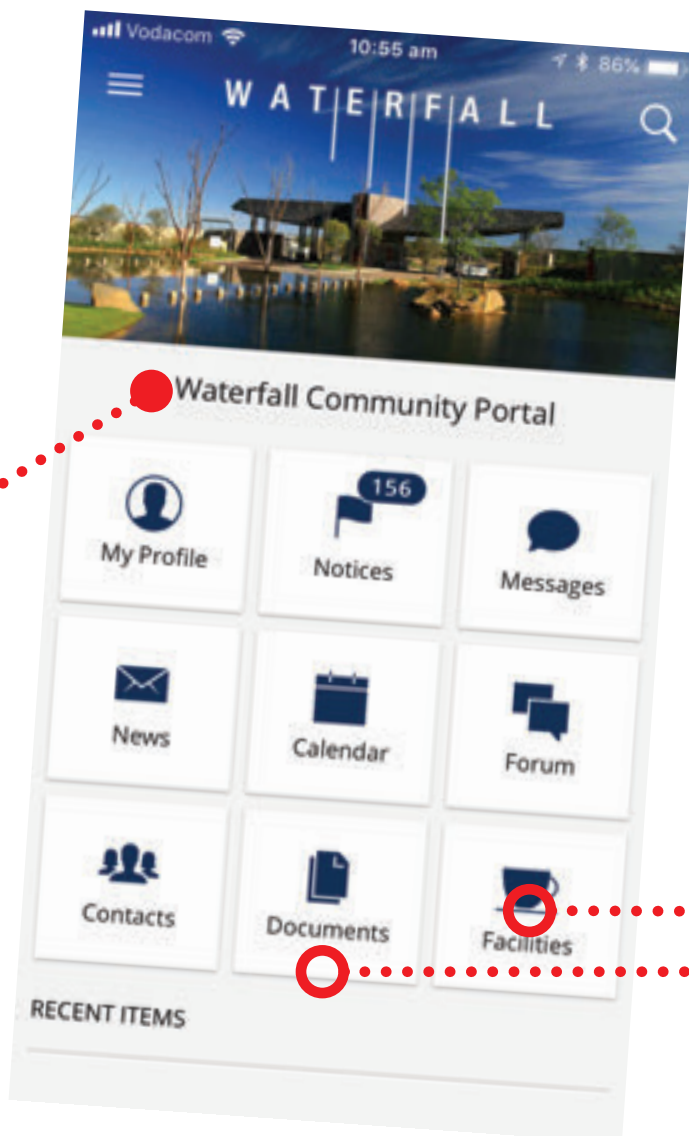 Vodacom 10:55 am 86%
WATERFALL
Waterfall Community Portal
156
My Profile Notices Messages
News Calendar Forum
Contacts Documents Facilities
RECENT ITEMS